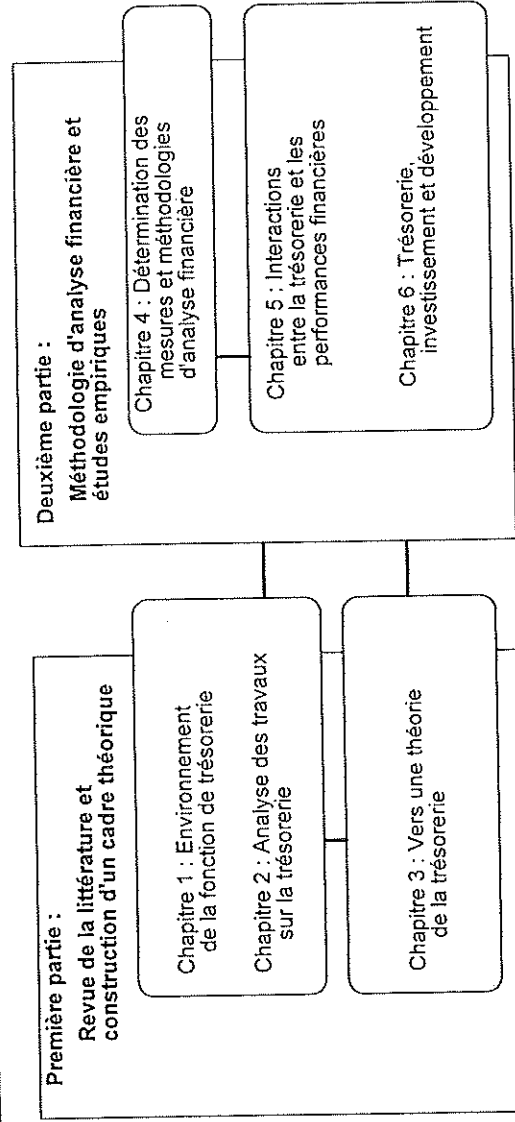 Première partie :
Revue de la littérature et
construction d'un cadre théorique
Chapitre 1 : Environnement
de la fonction de trésorerie
Chapitre 2 : Analyse des travaux
sur la trésorerie
Chapitre 3 : Vers une théorie
de la trésorerie
Deuxième partie :
Méthodologie d'analyse financière et
études empiriques
Chapitre 4 : Détermination des
mesures et méthodologies
d'analyse financière
Chapitre 5 : Interactions
entre la trésorerie et les
performances financières
Chapitre 6 : Trésorerie,
investissement et développement